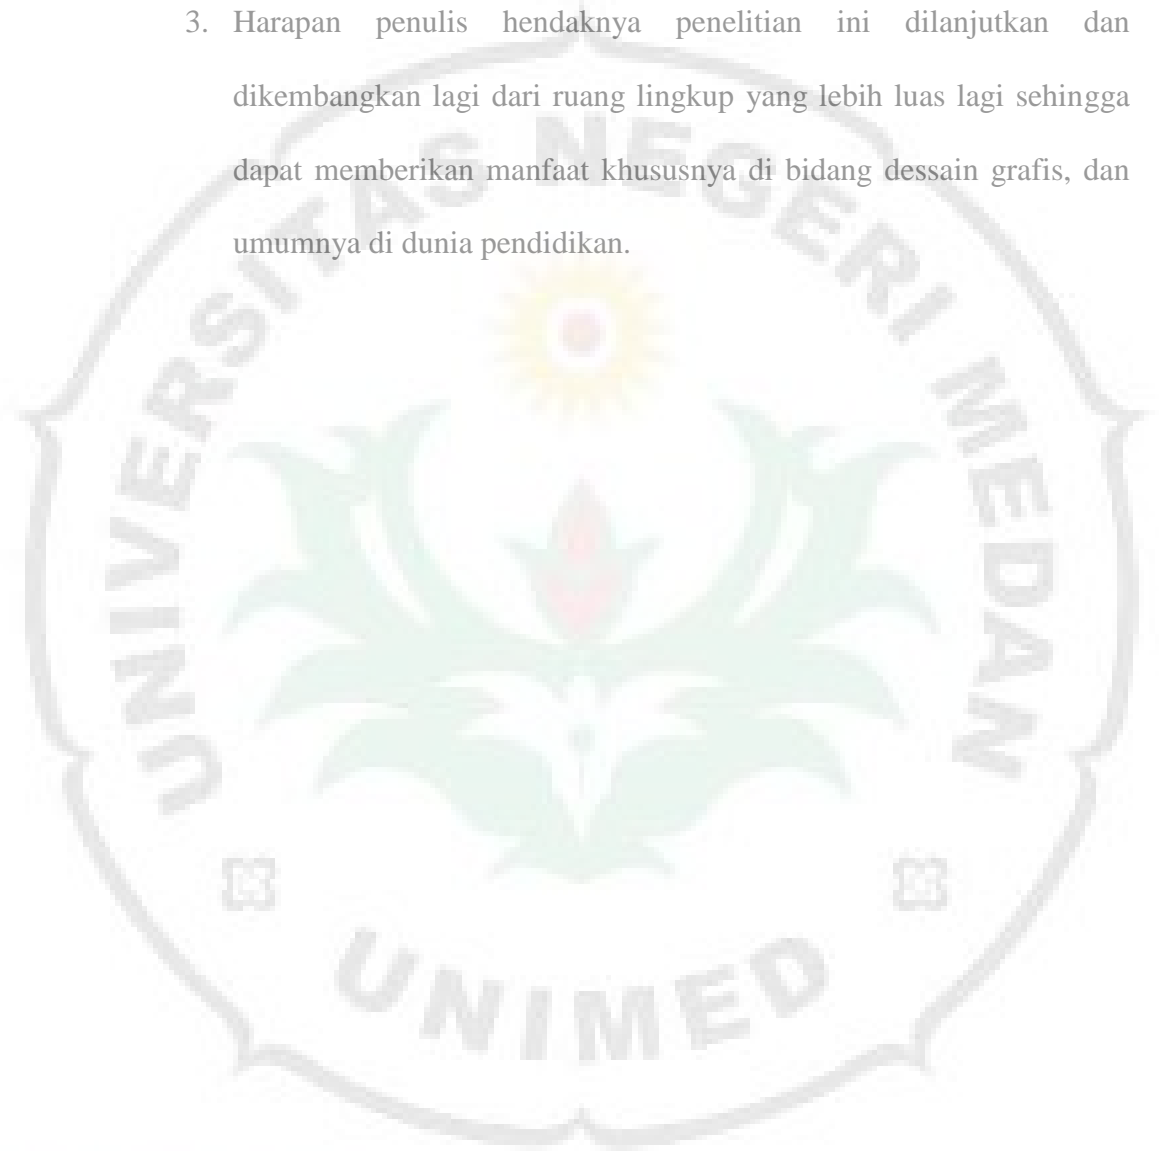 3. Harapan penulis hendaknya penelitian ini dilanjutkan dan
dikembangkan lagi dari ruang lingkup yang lebih luas lagi sehingga
dapat memberikan manfaat khususnya di bidang dessain grafis, dan
umumnya di dunia pendidikan.
UNIVERSITAS NEGERI MEDAN
UNIMED